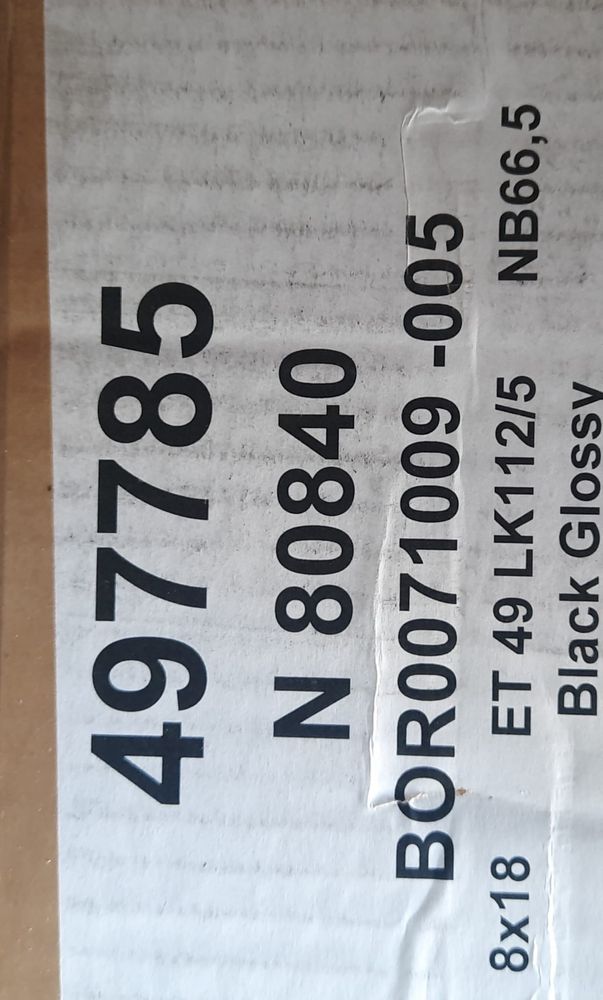 497785
N 80840
BOR0071009 -005
8x18 ET 49 LK112/5 NB66,5
Black Glossy